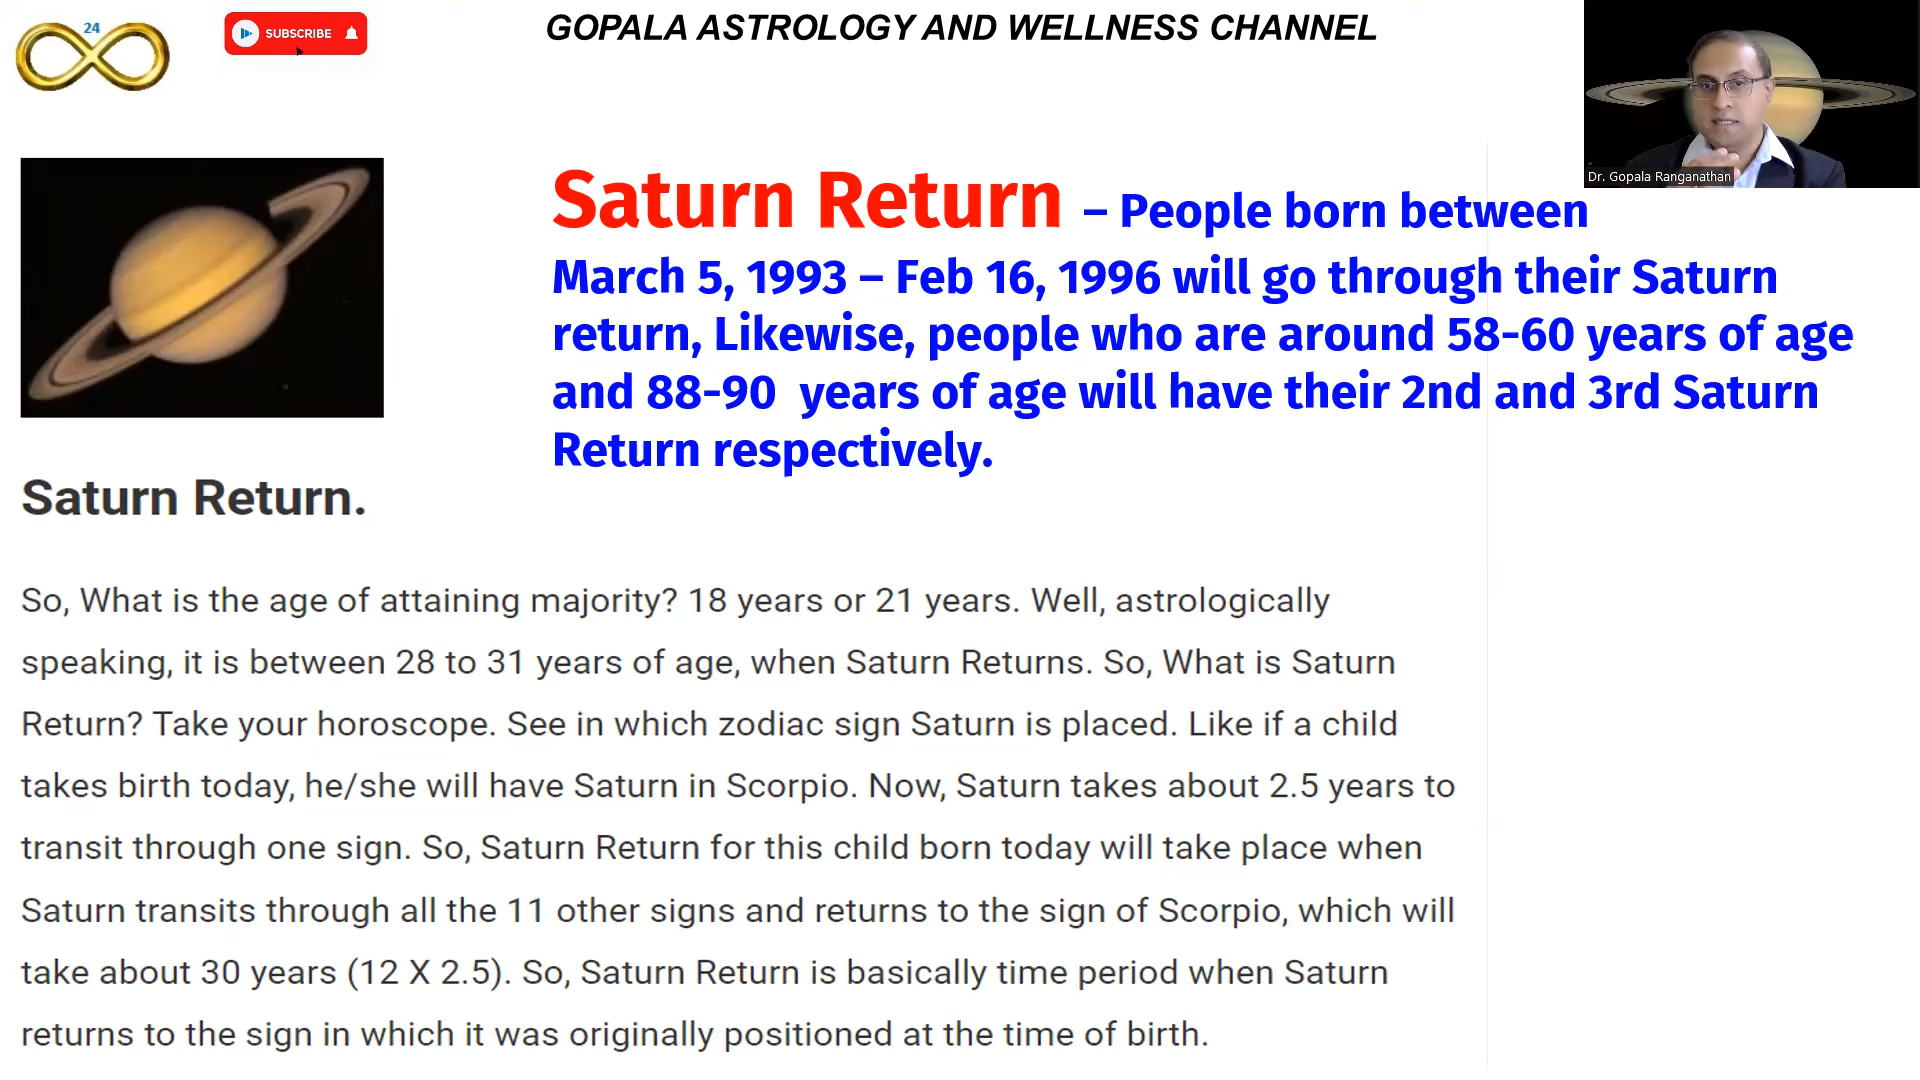 24
SUBSCRIBE
GOPALA ASTROLOGY AND WELLNESS CHANNEL
Dr. Gopala Ranganathan
Saturn Return – People born between
March 5, 1993 – Feb 16, 1996 will go through their Saturn
return, Likewise, people who are around 58-60 years of age
and 88-90 years of age will have their 2nd and 3rd Saturn
Return respectively.
Saturn Return.
So, What is the age of attaining majority? 18 years or 21 years. Well, astrologically
speaking, it is between 28 to 31 years of age, when Saturn Returns. So, What is Saturn
Return? Take your horoscope. See in which zodiac sign Saturn is placed. Like if a child
takes birth today, he/she will have Saturn in Scorpio. Now, Saturn takes about 2.5 years to
transit through one sign. So, Saturn Return for this child born today will take place when
Saturn transits through all the 11 other signs and returns to the sign of Scorpio, which will
take about 30 years (12 X 2.5). So, Saturn Return is basically time period when Saturn
returns to the sign in which it was originally positioned at the time of birth.